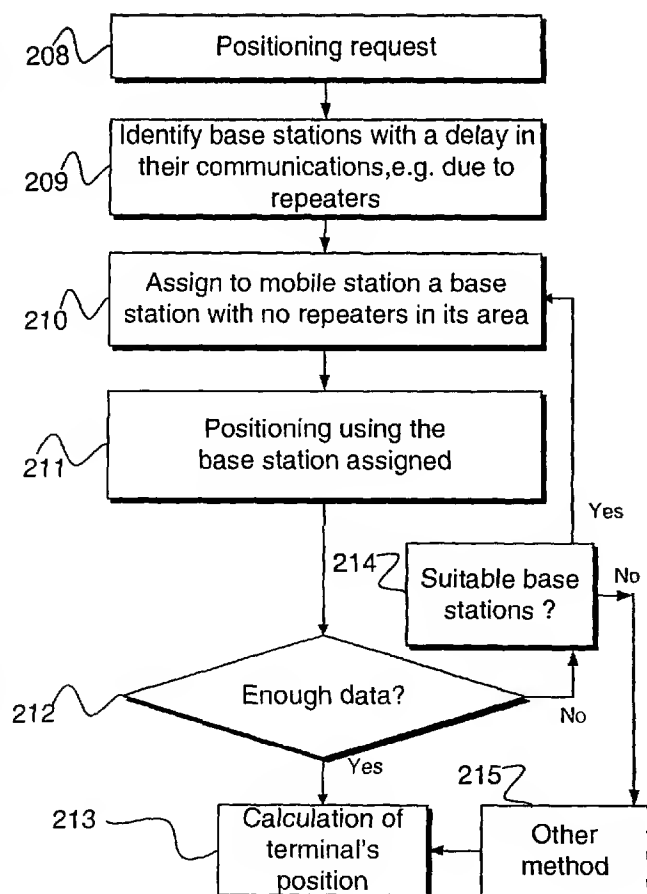 208
Positioning request
Identify base stations with a delay in
their communications,e.g. due to
repeaters
209
Assign to mobile station a base
station with no repeaters in its area
210
Positioning using the
base station assigned
211
Yes
214
Suitable base
stations ?
No
Enough data?
212
No
Yes
215
213
Calculation of
terminal's
position
Other
method